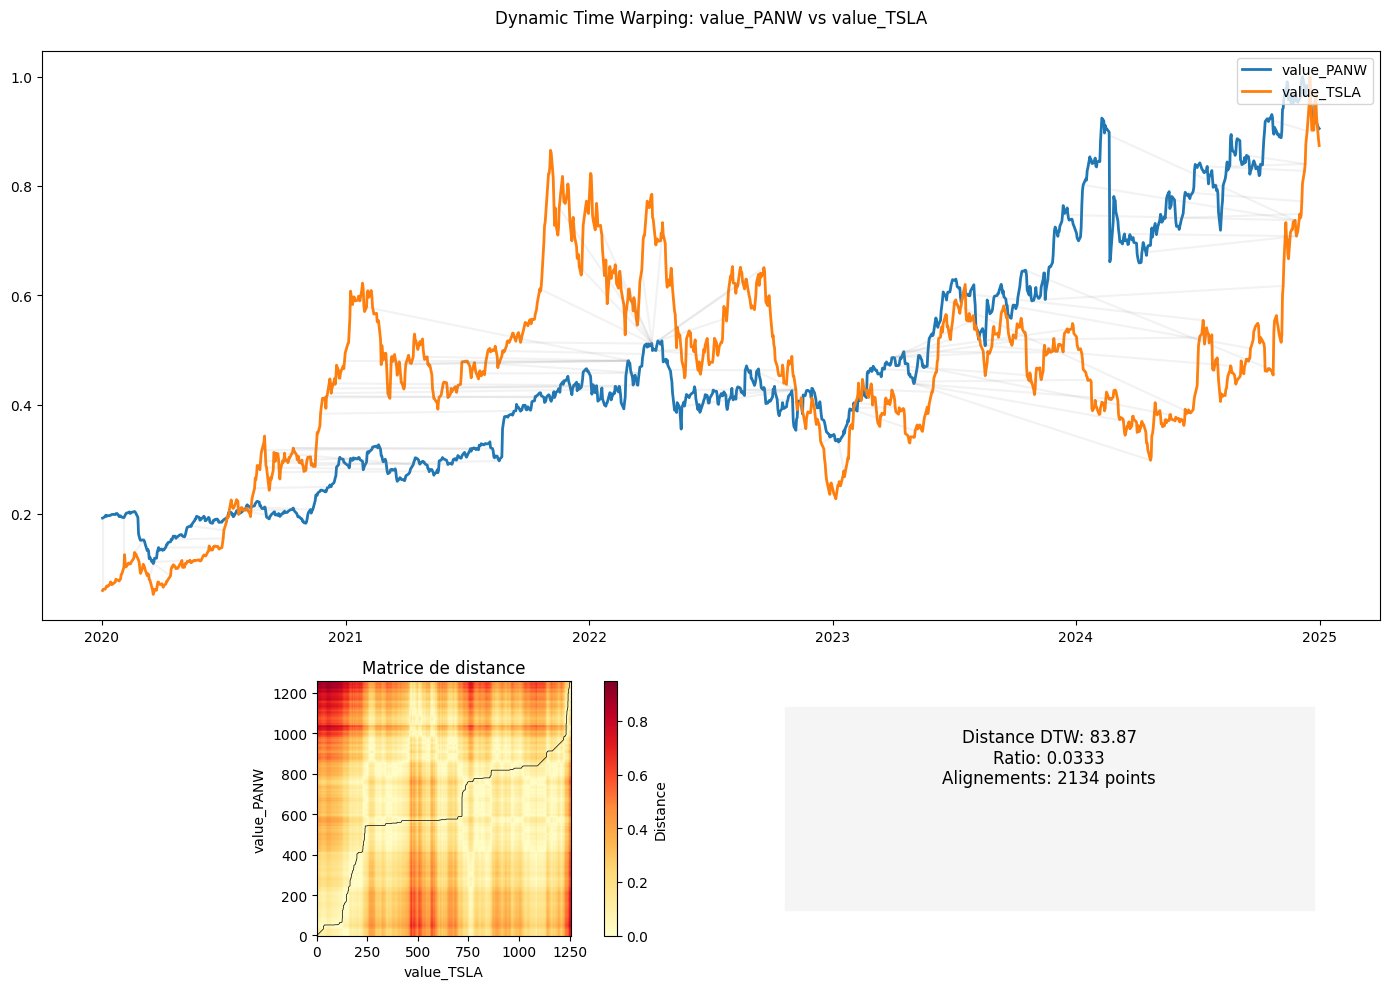 Dynamic Time Warping: value_PANW vs value_TSLA
1.0
0.8
0.6
0.4
0.2
value_PANW
value_TSLA
2020 2021 2022 2023 2024 2025
Matrice de distance
value_PANW
1200
1000
800
600
400
200
0
0 250 500 750 1000 1250
value_TSLA
0.8
0.6
0.4
0.2
0.0
Distance
Distance DTW: 83.87
Ratio: 0.0333
Alignements: 2134 points